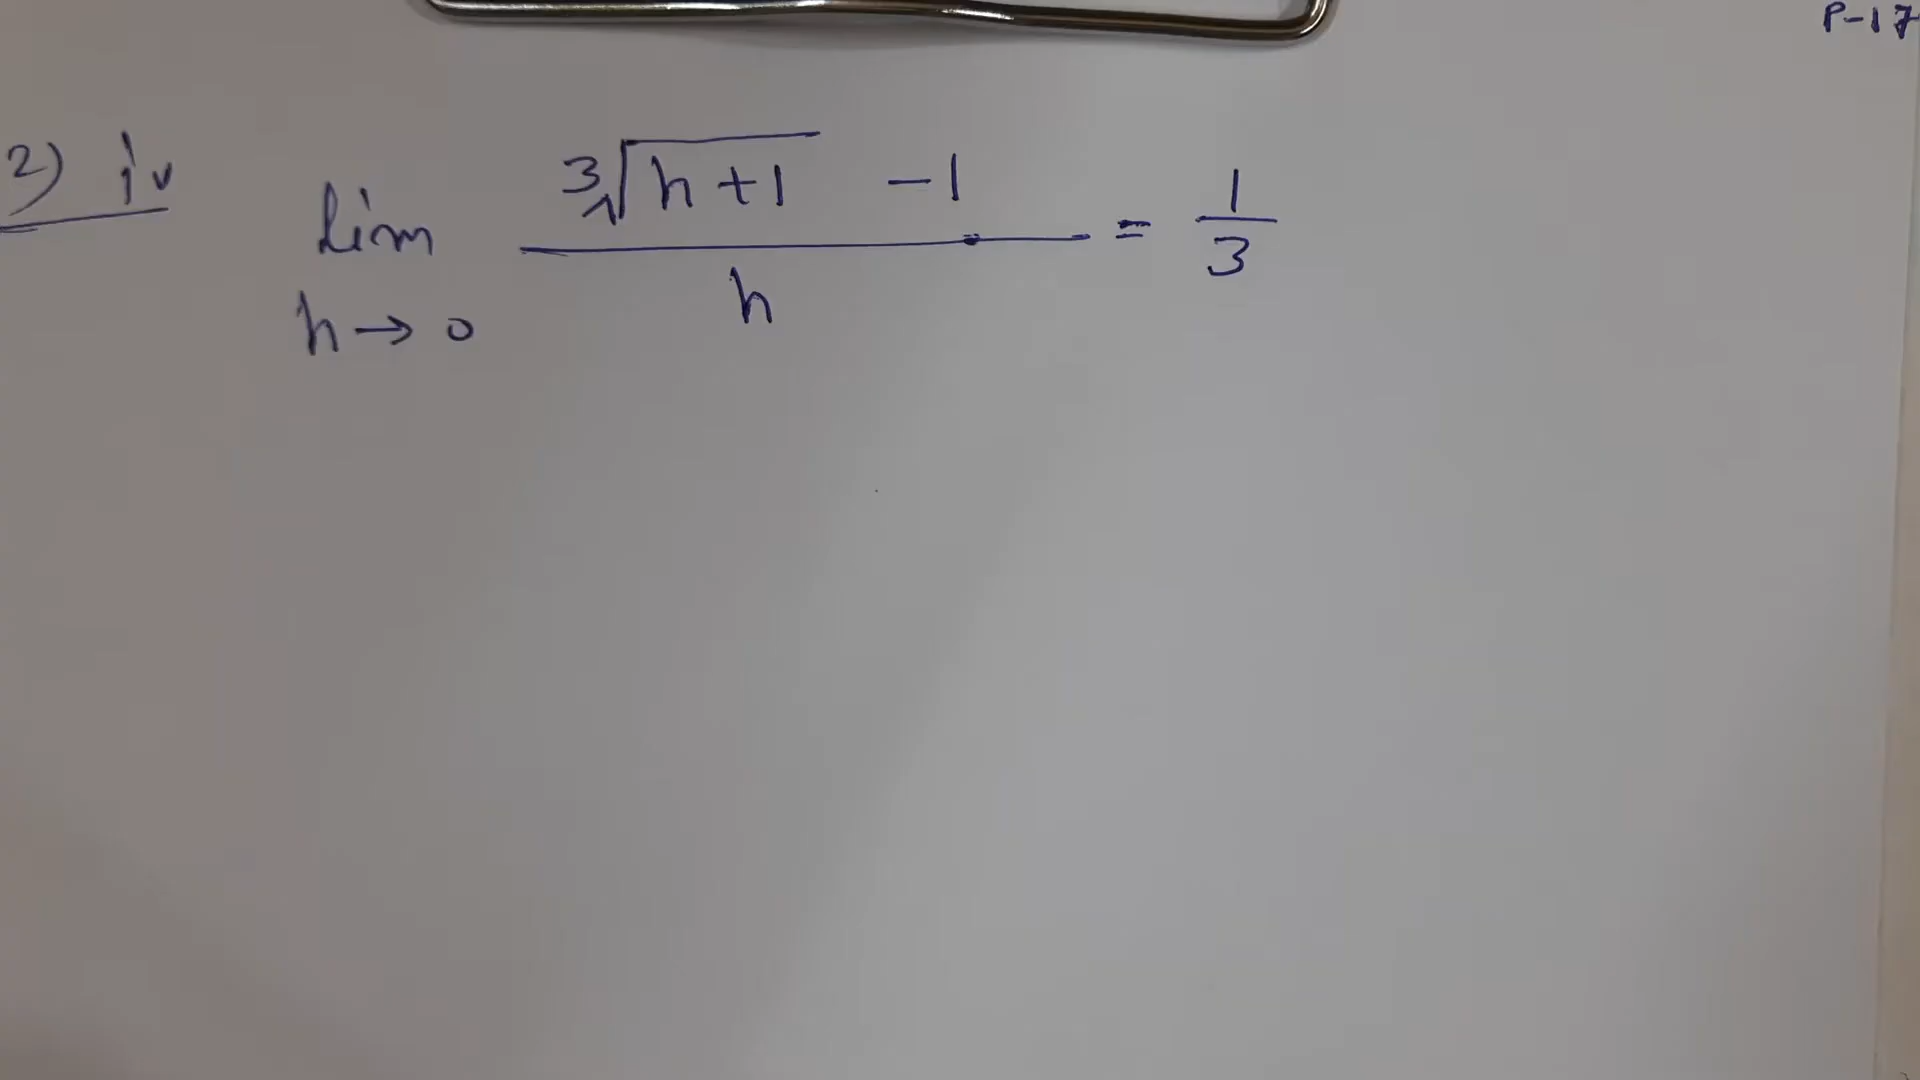 P-17
2) iv
lim h→0 (∛(h+1) - 1) / h = 1/3